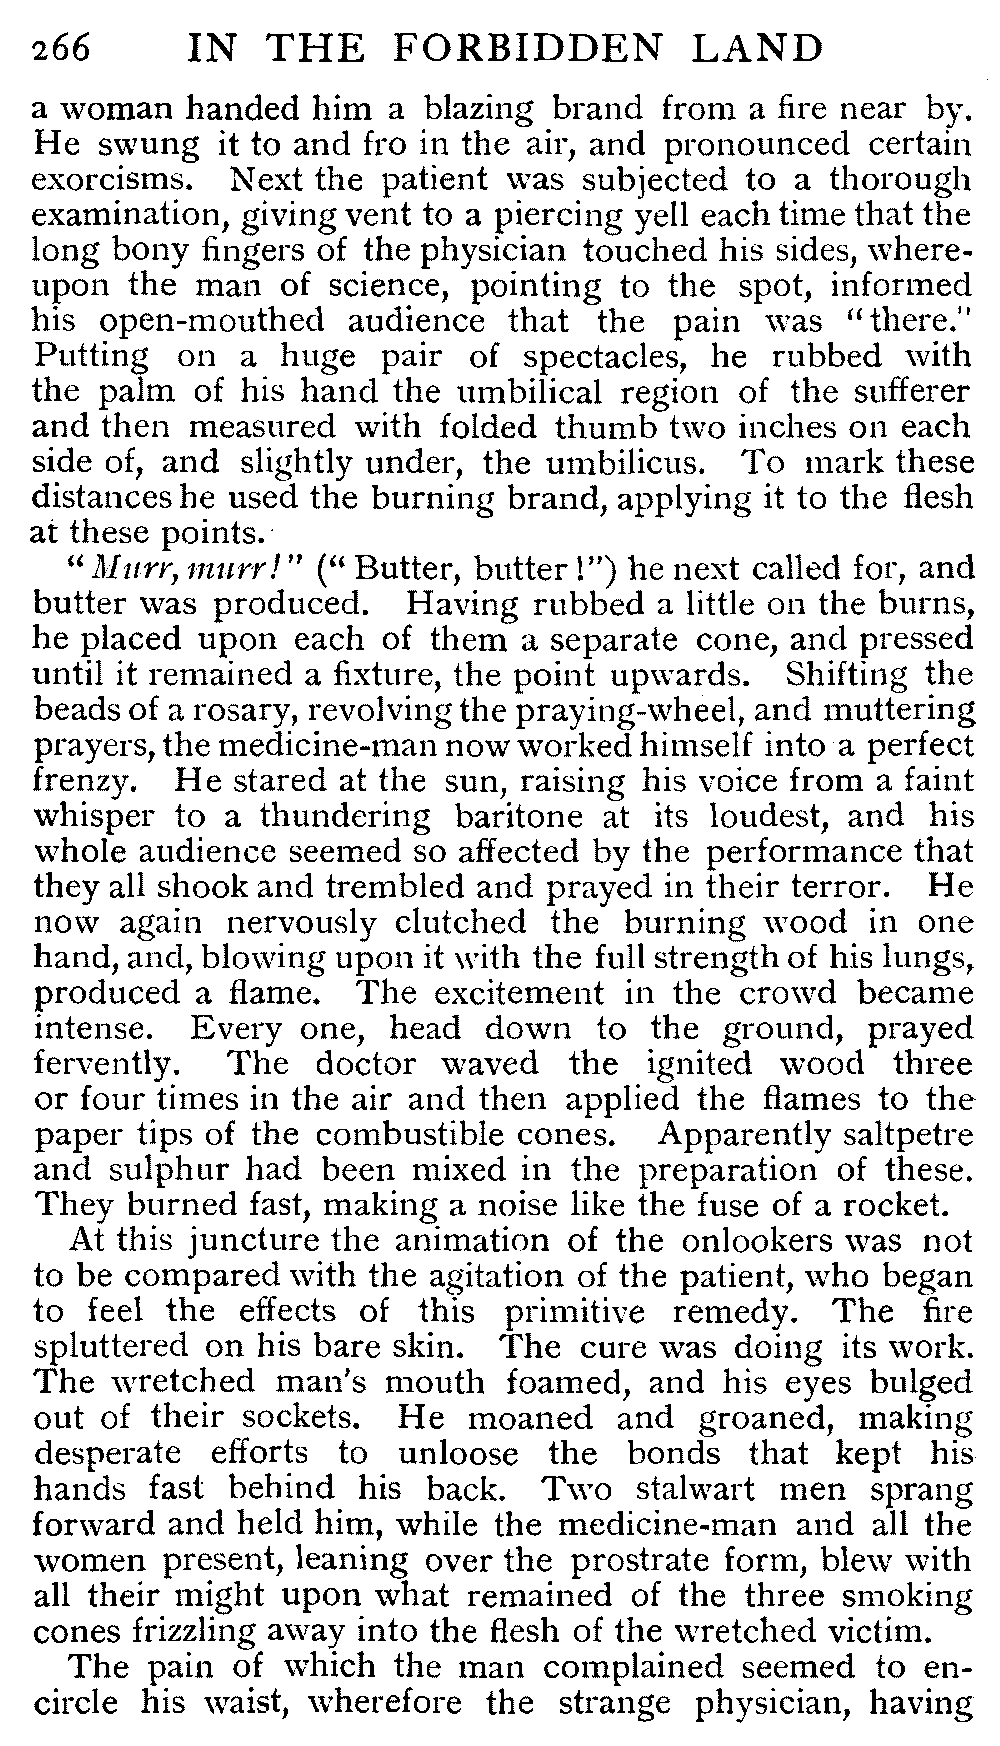 266 IN THE FORBIDDEN LAND
a woman handed him a blazing brand from a fire near by.
He swung it to and fro in the air, and pronounced certain
exorcisms. Next the patient was subjected to a thorough
examination, giving vent to a piercing yell each time that the
long bony fingers of the physician touched his sides, where-
upon the man of science, pointing to the spot, informed
his open-mouthed audience that the pain was "there."
Putting on a huge pair of spectacles, he rubbed with
the palm of his hand the umbilical region of the sufferer
and then measured with folded thumb two inches on each
side of, and slightly under, the umbilicus. To mark these
distances he used the burning brand, applying it to the flesh
at these points.
"Murr, murr!" ("Butter, butter!") he next called for, and
butter was produced. Having rubbed a little on the burns,
he placed upon each of them a separate cone, and pressed
until it remained a fixture, the point upwards. Shifting the
beads of a rosary, revolving the praying-wheel, and muttering
prayers, the medicine-man now worked himself into a perfect
frenzy. He stared at the sun, raising his voice from a faint
whisper to a thundering baritone at its loudest, and his
whole audience seemed so affected by the performance that
they all shook and trembled and prayed in their terror. He
now again nervously clutched the burning wood in one
hand, and, blowing upon it with the full strength of his lungs,
produced a flame. The excitement in the crowd became
intense. Every one, head down to the ground, prayed
fervently. The doctor waved the ignited wood three
or four times in the air and then applied the flames to the
paper tips of the combustible cones. Apparently saltpetre
and sulphur had been mixed in the preparation of these.
They burned fast, making a noise like the fuse of a rocket.
At this juncture the animation of the onlookers was not
to be compared with the agitation of the patient, who began
to feel the effects of this primitive remedy. The fire
spluttered on his bare skin. The cure was doing its work.
The wretched man's mouth foamed, and his eyes bulged
out of their sockets. He moaned and groaned, making
desperate efforts to unloose the bonds that kept his
hands fast behind his back. Two stalwart men sprang
forward and held him, while the medicine-man and all the
women present, leaning over the prostrate form, blew with
all their might upon what remained of the three smoking
cones frizzling away into the flesh of the wretched victim.
The pain of which the man complained seemed to en-
circle his waist, wherefore the strange physician, having